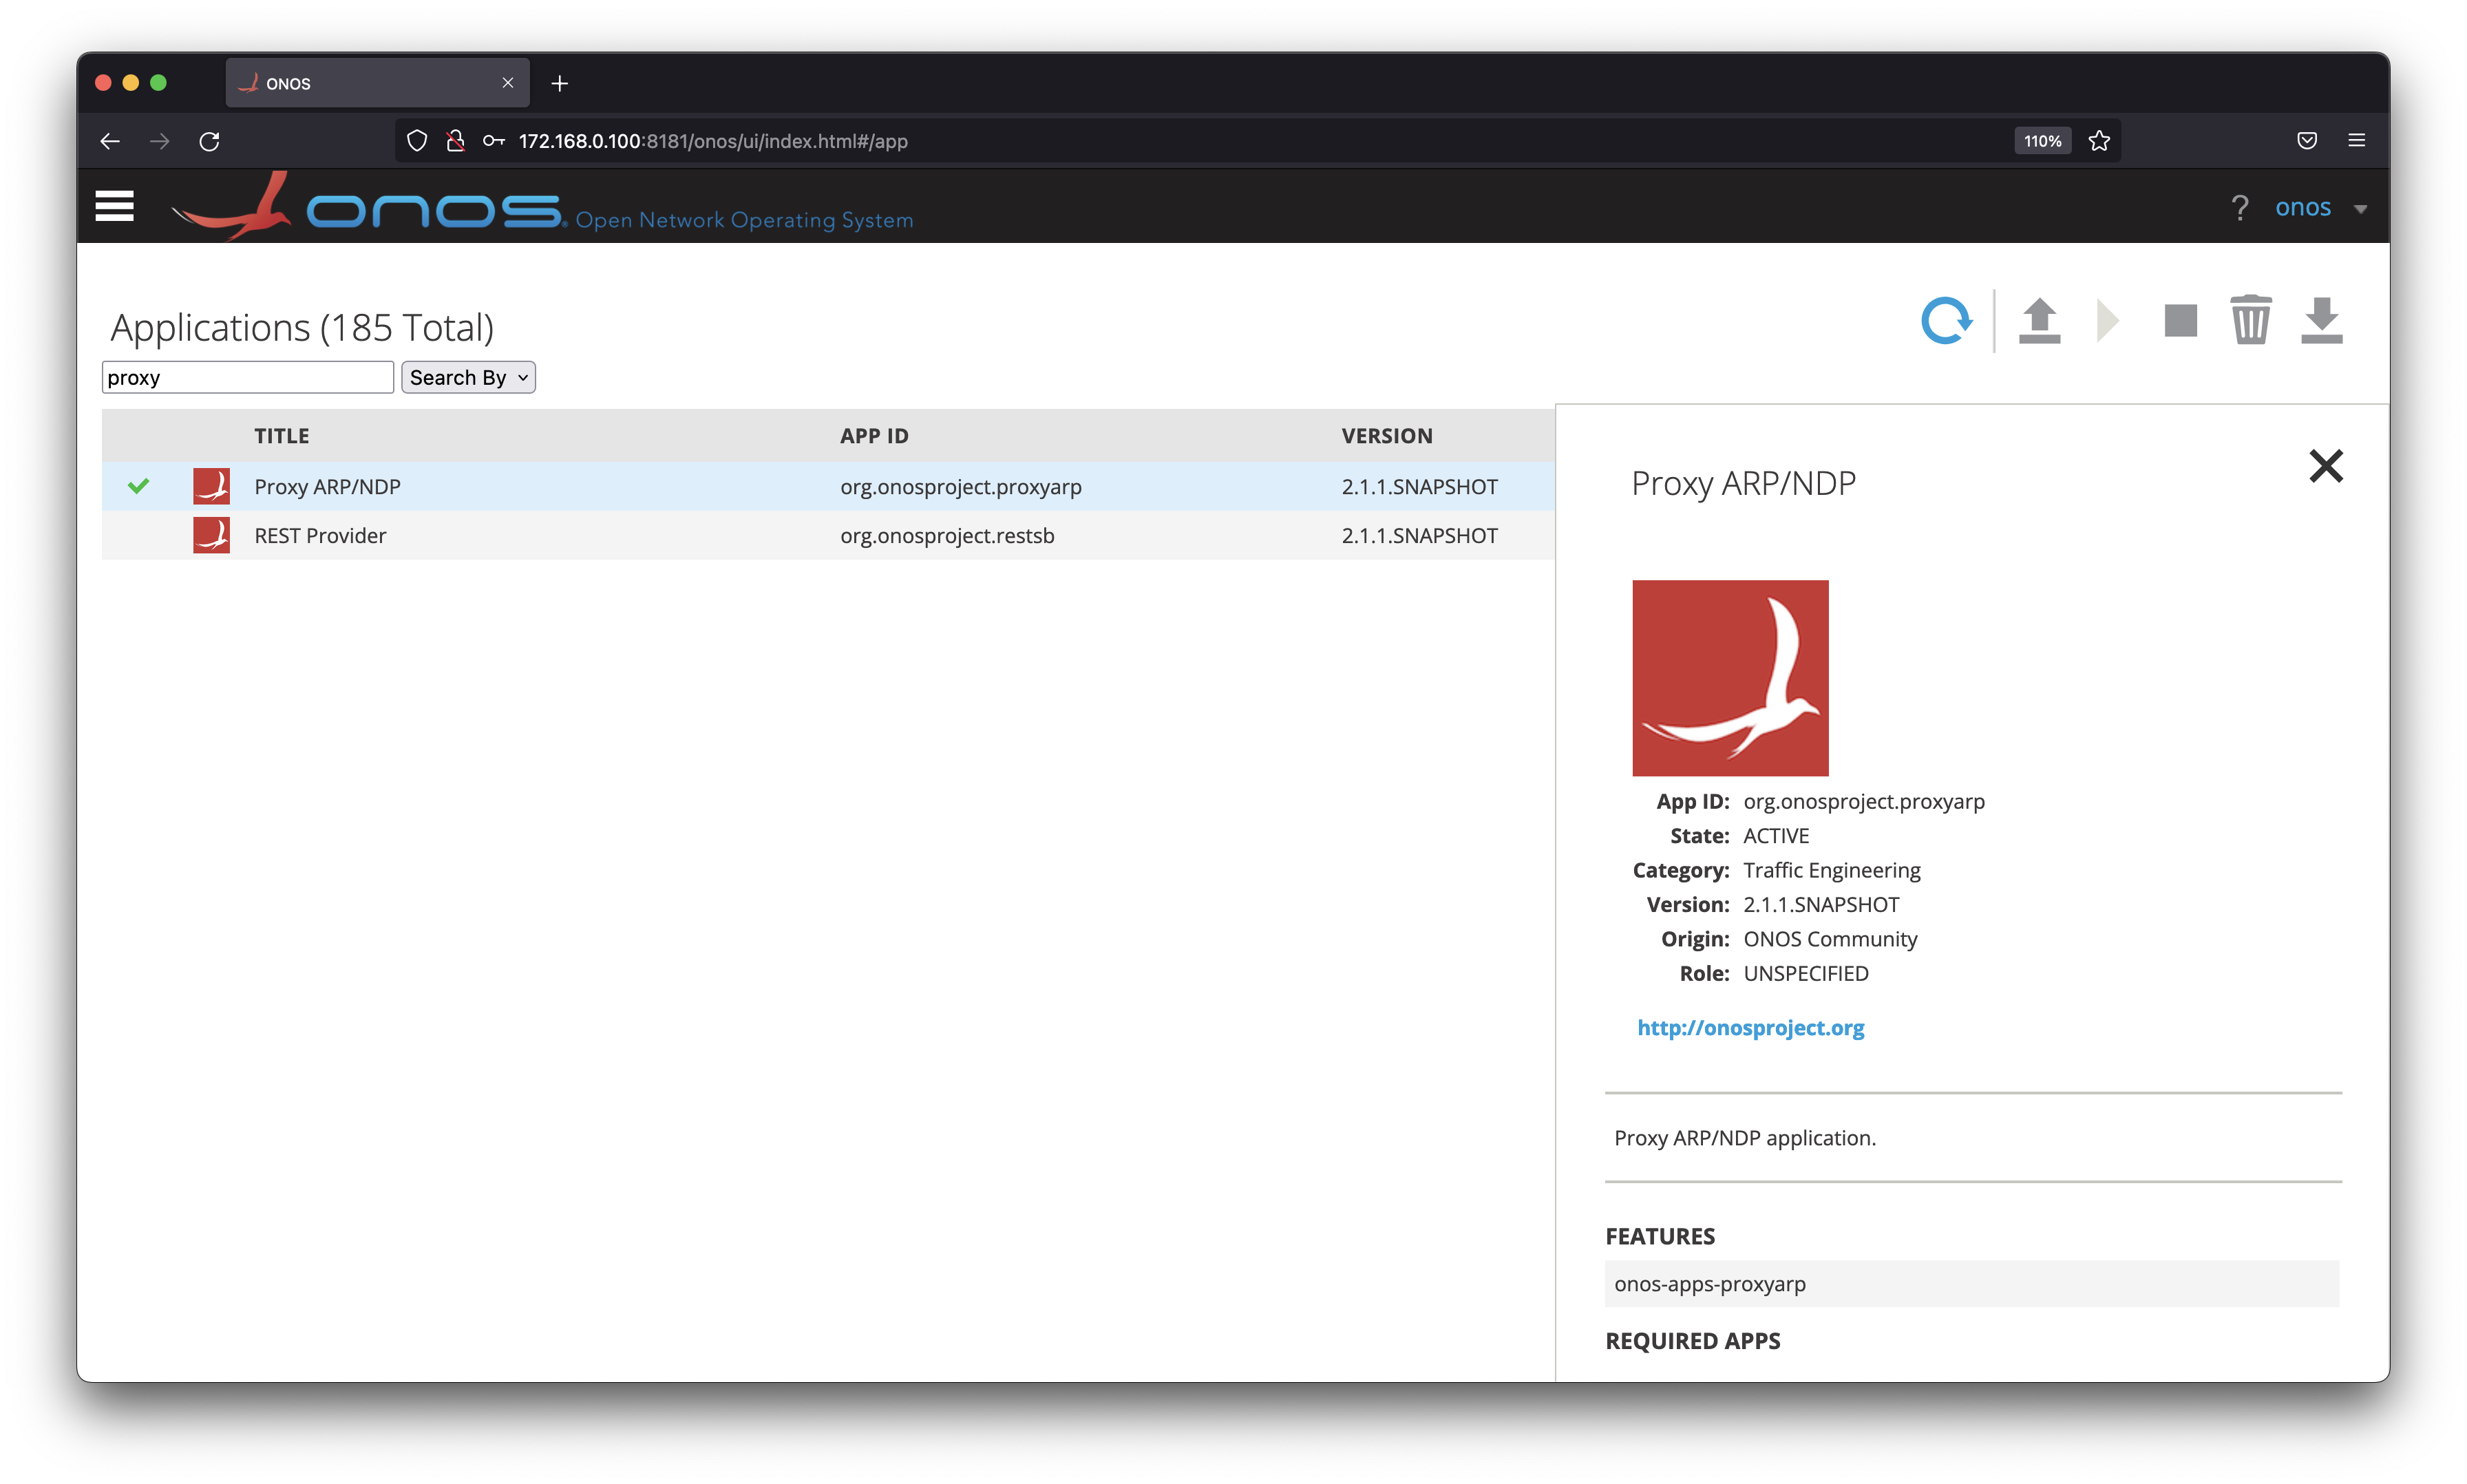 ONOS
172.168.0.100:8181/onos/ui/index.html#/app
110%
onos Open Network Operating System
? onos
Applications (185 Total)
proxy
Search By
TITLE APP ID VERSION
Proxy ARP/NDP org.onosproject.proxyarp 2.1.1.SNAPSHOT
REST Provider org.onosproject.restsb 2.1.1.SNAPSHOT
Proxy ARP/NDP
App ID: org.onosproject.proxyarp
State: ACTIVE
Category: Traffic Engineering
Version: 2.1.1.SNAPSHOT
Origin: ONOS Community
Role: UNSPECIFIED
http://onosproject.org
Proxy ARP/NDP application.
FEATURES
onos-apps-proxyarp
REQUIRED APPS